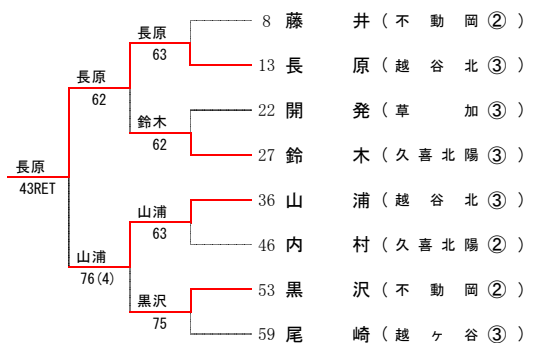 8 藤 井 ( 不 動 岡 ② )
長原
63
13 長 原 ( 越 谷 北 ③ )
長原
62
22 開 発 ( 草 加 ③ )
鈴木
62
27 鈴 木 ( 久 喜 北 陽 ③ )
長原
43RET
36 山 浦 ( 越 谷 北 ③ )
山浦
63
46 内 村 ( 久 喜 北 陽 ② )
山浦
76(4)
53 黒 沢 ( 不 動 岡 ② )
黒沢
75
59 尾 崎 ( 越 ヶ 谷 ③ )